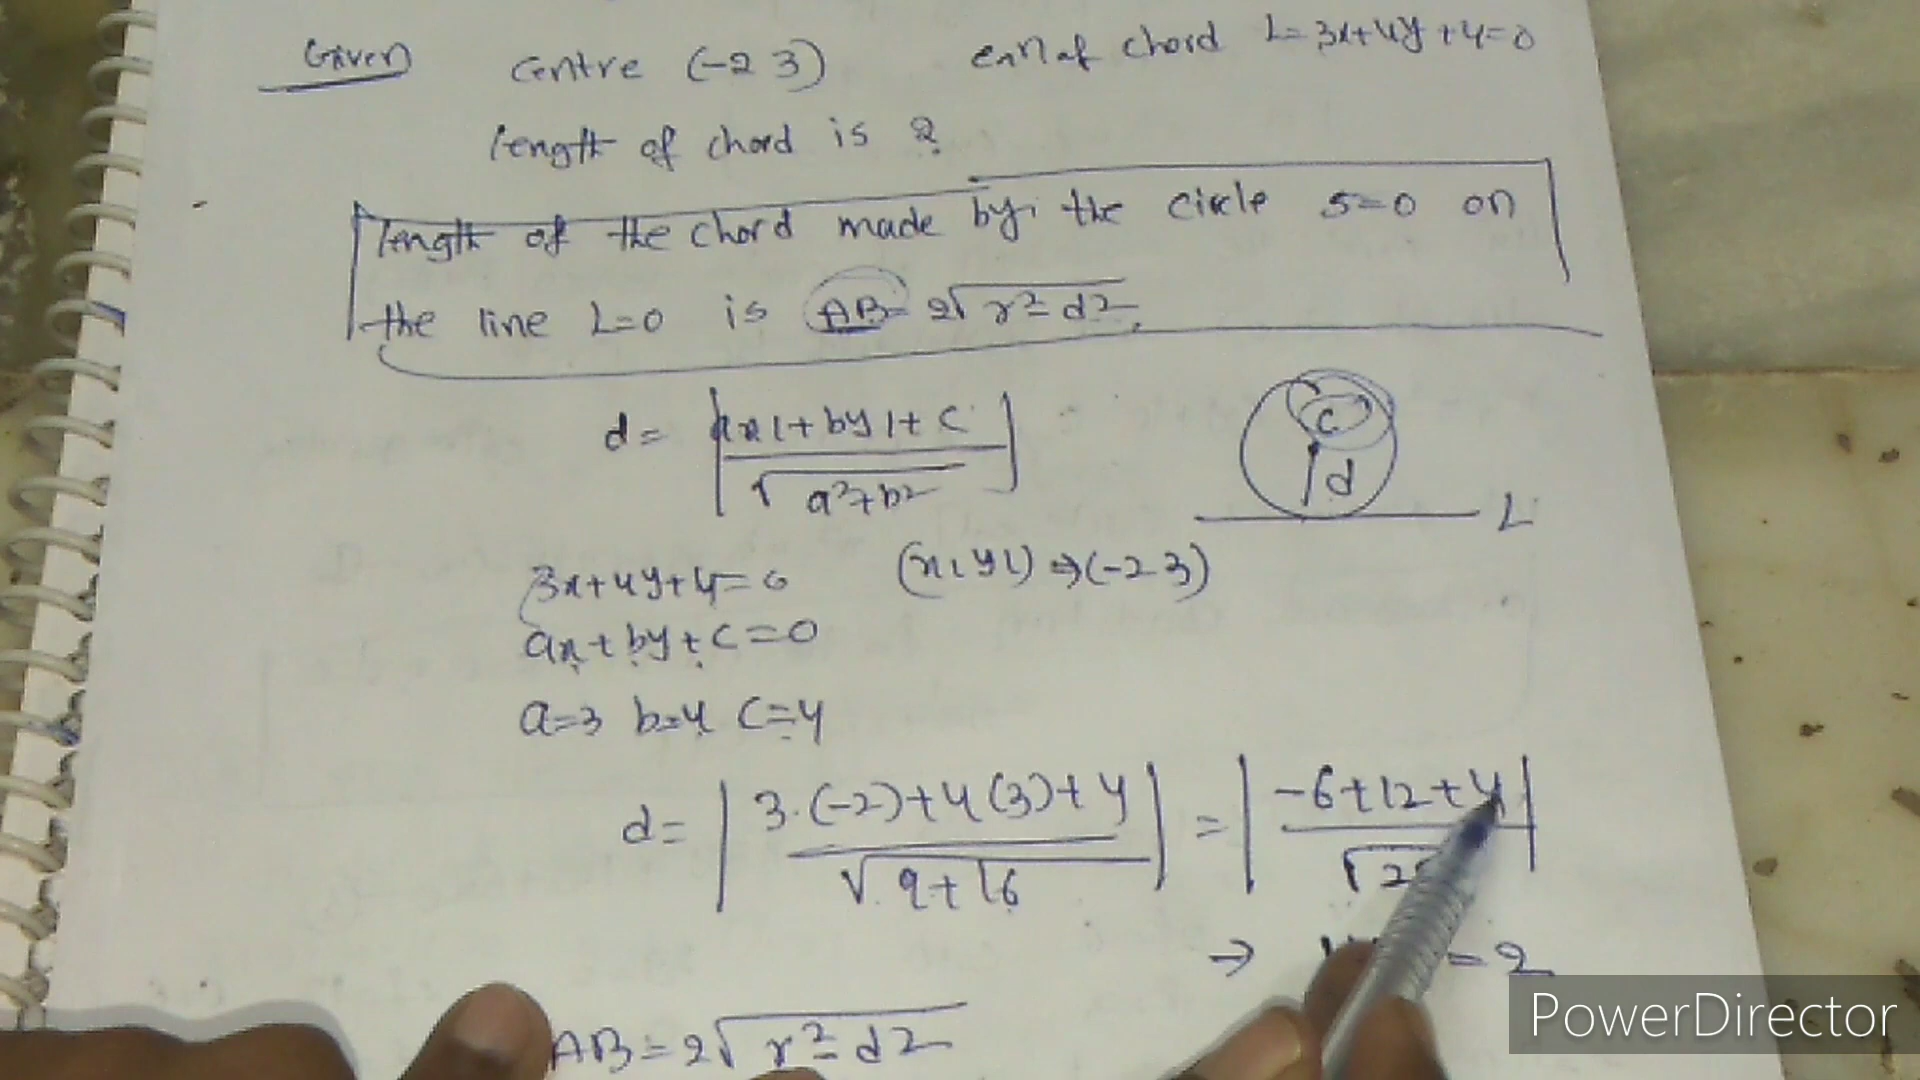 Given centre (-2 3) eqn of chord L=3x+4y+4=0
length of chord is 2
length of the chord made by the circle s=0 on
the line L=0 is AB= 2√r²-d²
d= |ax1+by1+c / √a²+b²|
C
d
L
3x+4y+4=0 (x1 y1) ⇒(-2 3)
ax+by+c=0
a=3 b=4 c=4
d= |3.(-2)+4(3)+4 / √9+16| = |-6+12+4 / √2
→ =2
AB=2√r²-d²
PowerDirector